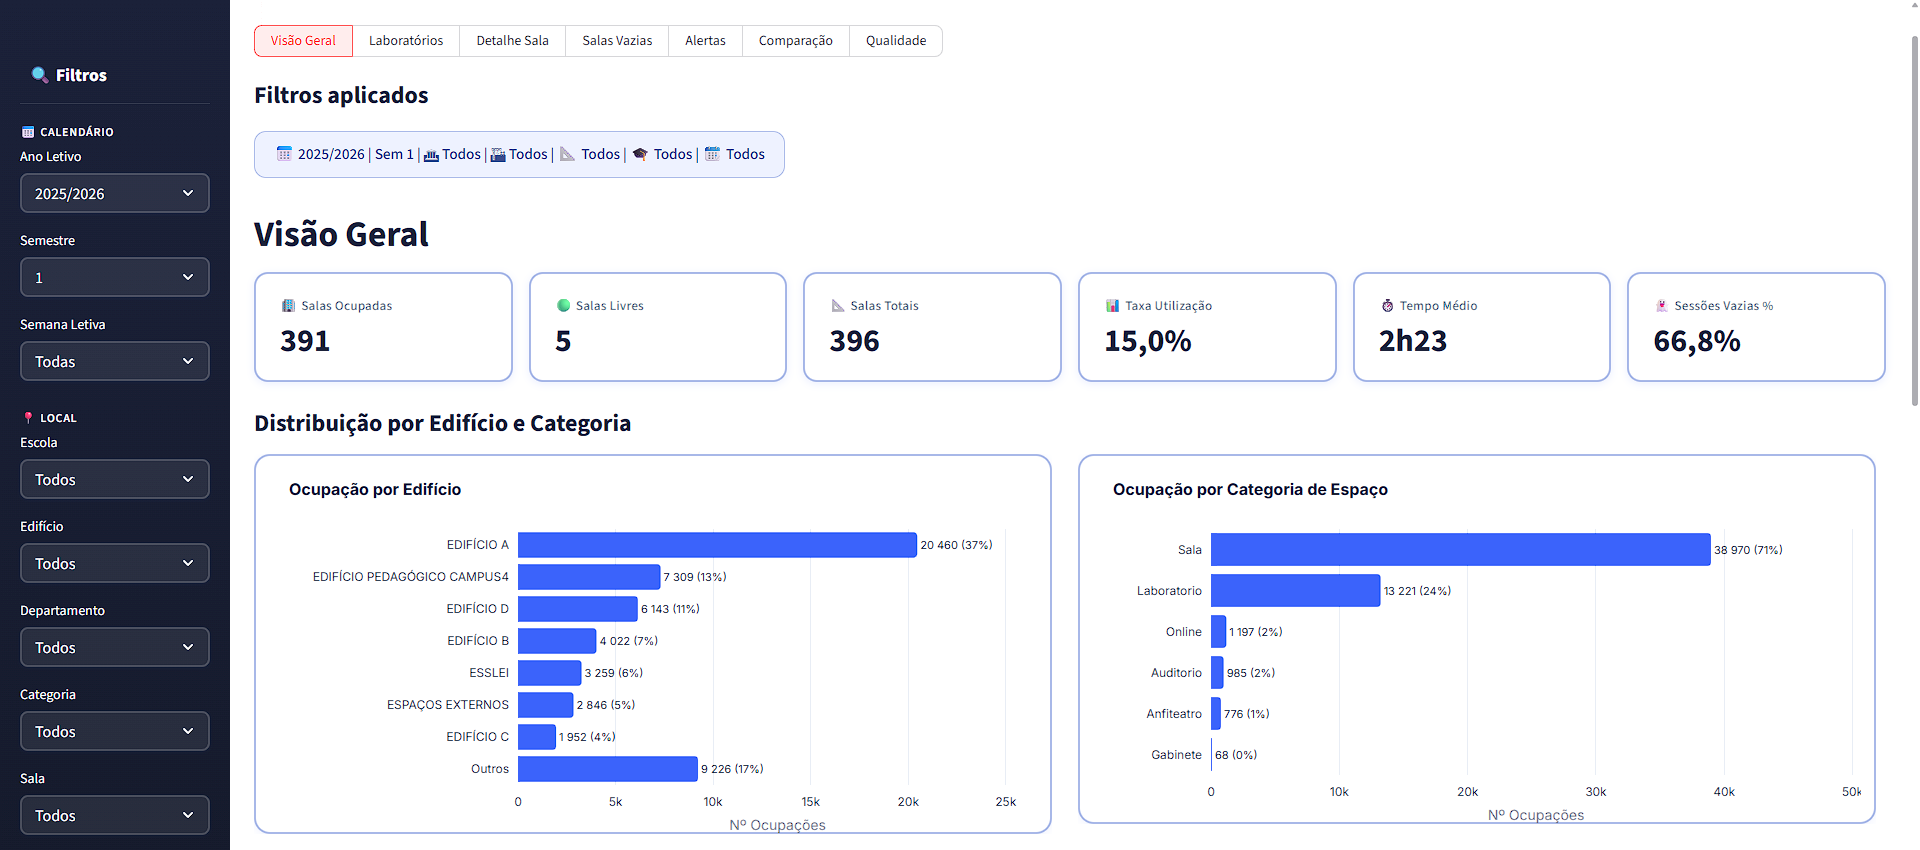 Filtros
CALENDÁRIO
Ano Letivo
2025/2026
Semestre
1
Semana Letiva
Todas
LOCAL
Escola
Todos
Edifício
Todos
Departamento
Todos
Categoria
Todos
Sala
Todos
Visão Geral
Laboratórios
Detalhe Sala
Salas Vazias
Alertas
Comparação
Qualidade
Filtros aplicados
2025/2026 | Sem 1 | Todos | Todos | Todos | Todos | Todos
Visão Geral
Salas Ocupadas
391
Salas Livres
5
Salas Totais
396
Taxa Utilização
15,0%
Tempo Médio
2h23
Sessões Vazias %
66,8%
Distribuição por Edifício e Categoria
Ocupação por Edifício
EDIFÍCIO A 20 460 (37%)
EDIFÍCIO PEDAGÓGICO CAMPUS4 7 309 (13%)
EDIFÍCIO D 6 143 (11%)
EDIFÍCIO B 4 022 (7%)
ESSLEI 3 259 (6%)
ESPAÇOS EXTERNOS 2 846 (5%)
EDIFÍCIO C 1 952 (4%)
Outros 9 226 (17%)
0 5k 10k 15k 20k 25k
Nº Ocupações
Ocupação por Categoria de Espaço
Sala 38 970 (71%)
Laboratorio 13 221 (24%)
Online 1 197 (2%)
Auditorio 985 (2%)
Anfiteatro 776 (1%)
Gabinete 68 (0%)
0 10k 20k 30k 40k 50k
Nº Ocupações